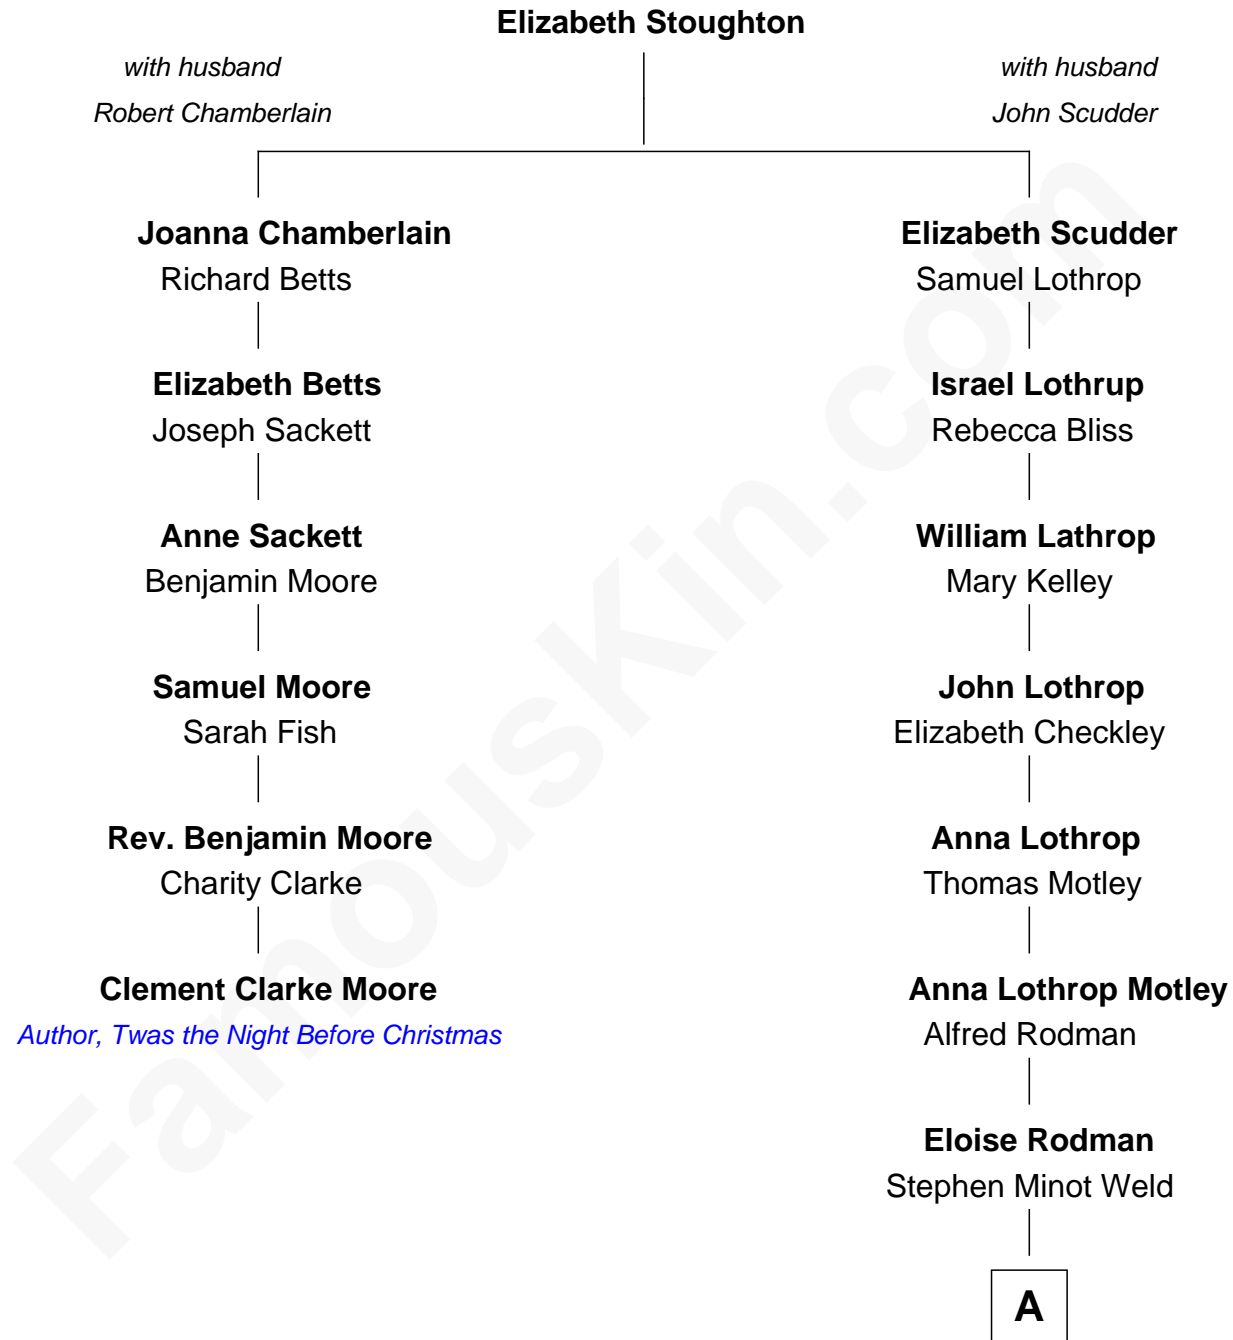 Elizabeth Stoughton
with husband
Robert Chamberlain
with husband
John Scudder
Joanna Chamberlain
Richard Betts
Elizabeth Betts
Joseph Sackett
Anne Sackett
Benjamin Moore
Samuel Moore
Sarah Fish
Rev. Benjamin Moore
Charity Clarke
Clement Clarke Moore
Author, Twas the Night Before Christmas
Elizabeth Scudder
Samuel Lothrop
Israel Lothrup
Rebecca Bliss
William Lathrop
Mary Kelley
John Lothrop
Elizabeth Checkley
Anna Lothrop
Thomas Motley
Anna Lothrop Motley
Alfred Rodman
Eloise Rodman
Stephen Minot Weld
A
FamousKin.com